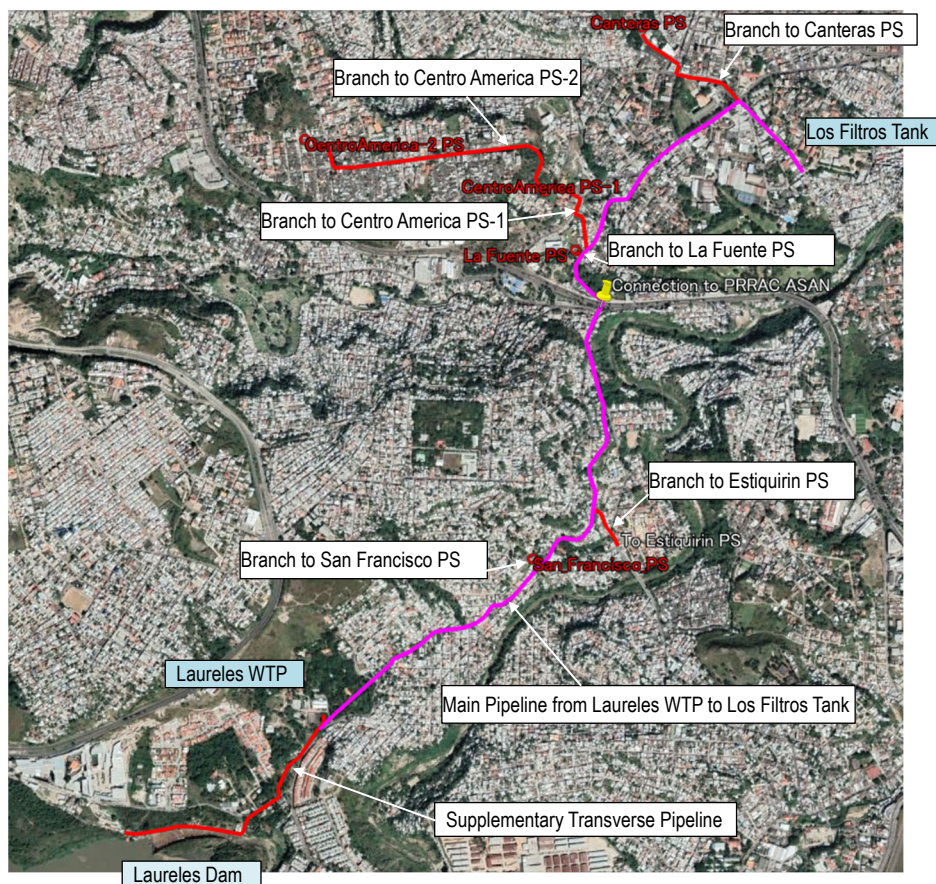 Canteras PS
Branch to Canteras PS
Branch to Centro America PS-2
Los Filtros Tank
CentroAmerica-2 PS
CentroAmerica PS-1
Branch to Centro America PS-1
Branch to La Fuente PS
La Fuente PS
Connection to PRRAC ASAN
Branch to Estiquirin PS
To Estiquirin PS
Branch to San Francisco PS
San Francisco PS
Laureles WTP
Main Pipeline from Laureles WTP to Los Filtros Tank
Supplementary Transverse Pipeline
Laureles Dam